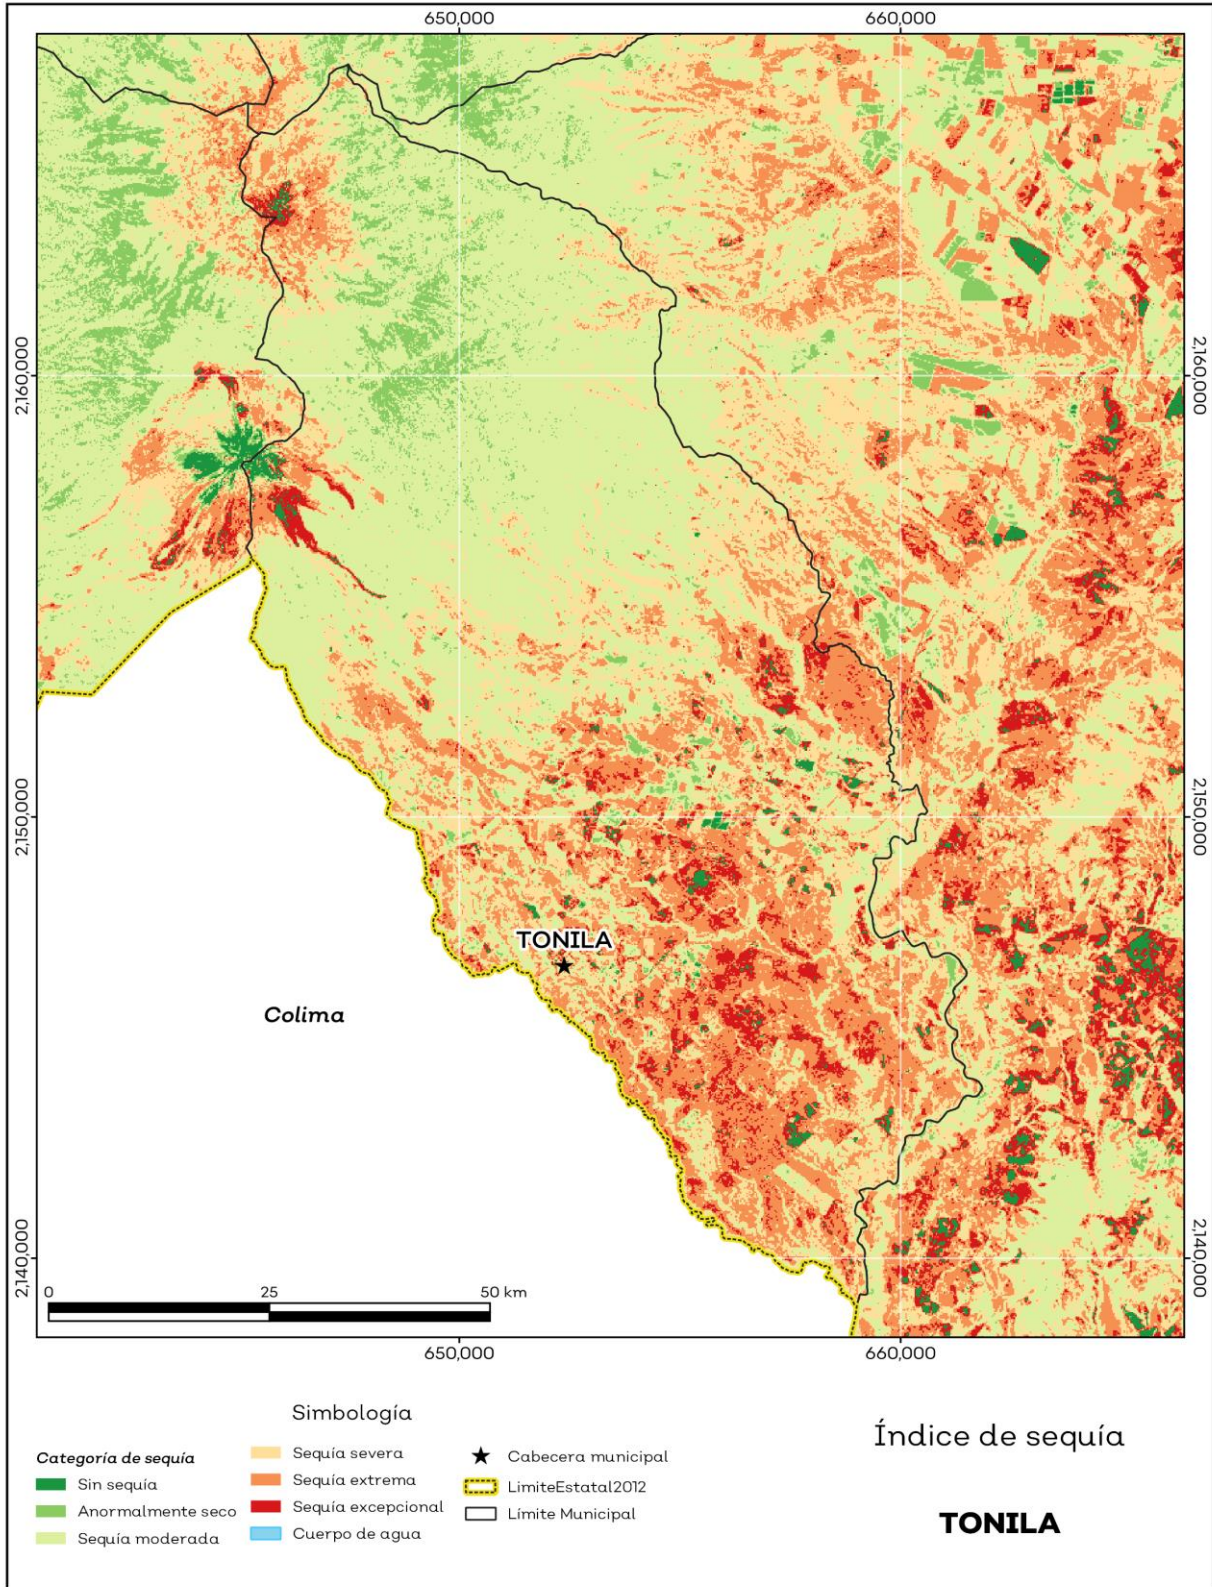 650,000
660,000
2,160,000
2,160,000
2,150,000
2,150,000
TONILA
Colima
2,140,000
2,140,000
0
25
50 km
650,000
660,000
Simbología
Categoría de sequía
Sin sequía
Anormalmente seco
Sequía moderada
Sequía severa
Sequía extrema
Sequía excepcional
Cuerpo de agua
Cabecera municipal
LimiteEstatal2012
Límite Municipal
Índice de sequía
TONILA